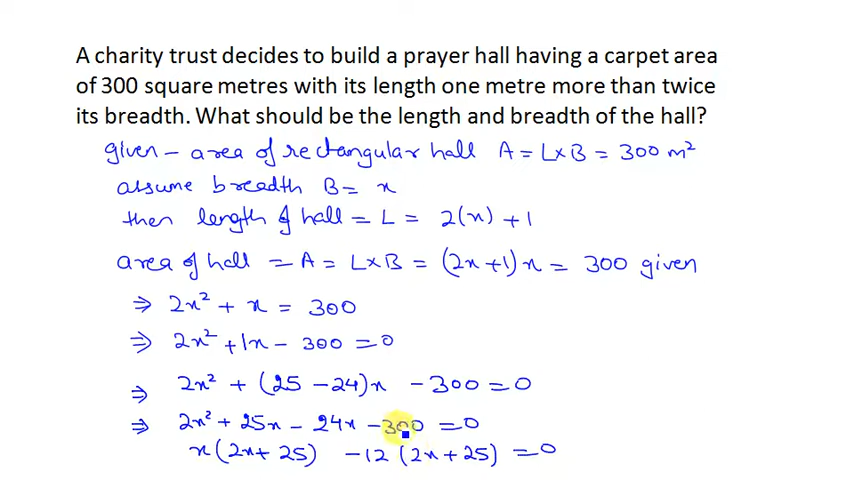 A charity trust decides to build a prayer hall having a carpet area
of 300 square metres with its length one metre more than twice
its breadth. What should be the length and breadth of the hall?
given - area of rectangular hall A = L×B = 300 m²
assume breadth B = x
then length of hall = L = 2(x) + 1
area of hall = A = L×B = (2x+1)x = 300 given
⇒ 2x² + x = 300
⇒ 2x² + 1x - 300 = 0
⇒ 2x² + (25 - 24)x - 300 = 0
⇒ 2x² + 25x - 24x - 300 = 0
x(2x + 25) - 12 (2x + 25) = 0